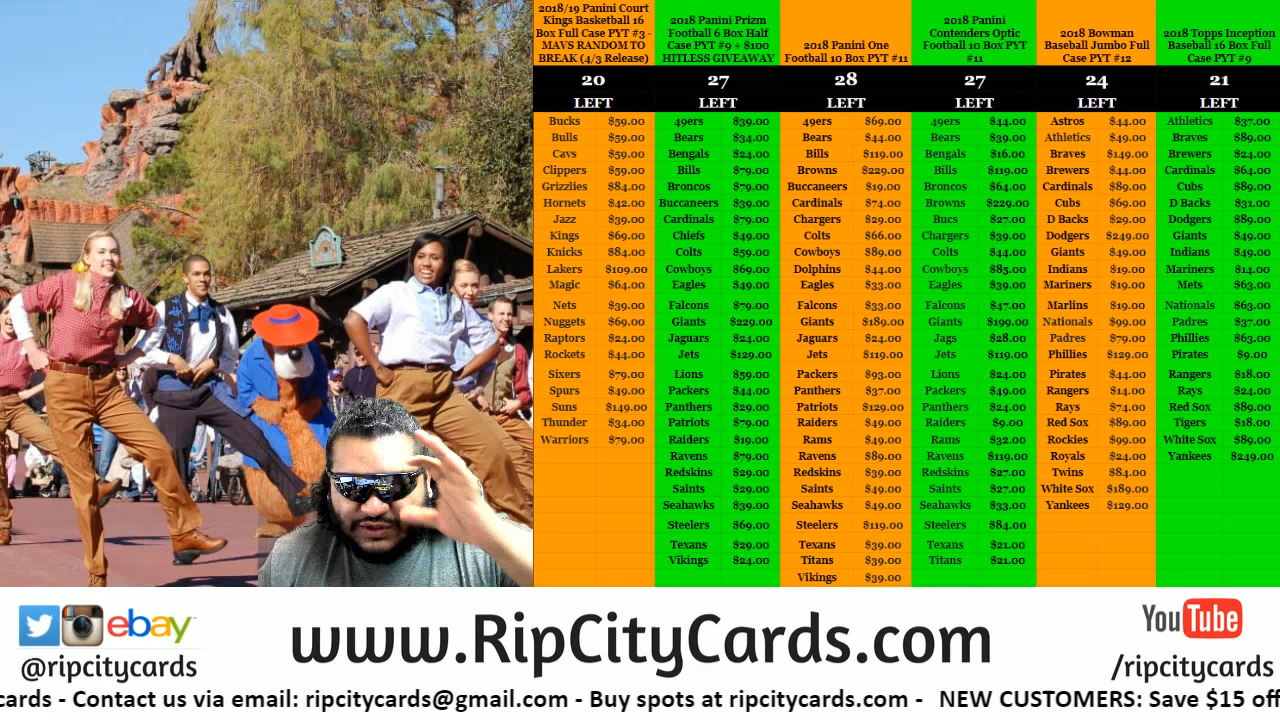 2018/19 Panini Court
Kings Basketball 16
Box Full Case PYT #3 -
MAVS RANDOM TO
BREAK (4/3 Release)
20
LEFT
Bucks $59.00
Bulls $59.00
Cavs $59.00
Clippers $59.00
Grizzlies $84.00
Hornets $42.00
Jazz $39.00
Kings $69.00
Knicks $84.00
Lakers $109.00
Magic $64.00
Nets $39.00
Nuggets $69.00
Raptors $24.00
Rockets $44.00
Sixers $79.00
Spurs $49.00
Suns $149.00
Thunder $34.00
Warriors $79.00
2018 Panini Prizm
Football 6 Box Half
Case PYT #9 + $100
HITLESS GIVEAWAY
27
LEFT
49ers $39.00
Bears $34.00
Bengals $24.00
Bills $79.00
Broncos $79.00
Buccaneers $39.00
Cardinals $79.00
Chiefs $49.00
Colts $59.00
Cowboys $69.00
Eagles $49.00
Falcons $79.00
Giants $229.00
Jaguars $24.00
Jets $129.00
Lions $59.00
Packers $44.00
Panthers $29.00
Patriots $79.00
Raiders $19.00
Ravens $79.00
Redskins $29.00
Saints $29.00
Seahawks $39.00
Steelers $69.00
Texans $29.00
Vikings $24.00
2018 Panini One
Football 10 Box PYT #11
28
LEFT
49ers $69.00
Bears $44.00
Bills $119.00
Browns $229.00
Buccaneers $19.00
Cardinals $74.00
Chargers $29.00
Colts $66.00
Cowboys $89.00
Dolphins $44.00
Eagles $33.00
Falcons $33.00
Giants $189.00
Jaguars $24.00
Jets $119.00
Packers $93.00
Panthers $37.00
Patriots $129.00
Raiders $49.00
Rams $49.00
Ravens $89.00
Redskins $39.00
Saints $49.00
Seahawks $49.00
Steelers $119.00
Texans $39.00
Titans $39.00
Vikings $39.00
2018 Panini
Contenders Optic
Football 10 Box PYT
#11
27
LEFT
49ers $44.00
Bears $39.00
Bengals $16.00
Bills $119.00
Broncos $64.00
Browns $229.00
Bucs $27.00
Chargers $39.00
Colts $44.00
Cowboys $85.00
Eagles $39.00
Falcons $47.00
Giants $199.00
Jags $28.00
Jets $119.00
Lions $24.00
Packers $49.00
Panthers $24.00
Raiders $9.00
Rams $32.00
Ravens $119.00
Redskins $27.00
Saints $27.00
Seahawks $33.00
Steelers $84.00
Texans $21.00
Titans $21.00
2018 Bowman
Baseball Jumbo Full
Case PYT #12
24
LEFT
Astros $44.00
Athletics $49.00
Braves $149.00
Brewers $44.00
Cardinals $89.00
Cubs $69.00
D Backs $29.00
Dodgers $249.00
Giants $49.00
Indians $19.00
Mariners $19.00
Marlins $19.00
Nationals $99.00
Padres $79.00
Phillies $129.00
Pirates $44.00
Rangers $14.00
Rays $74.00
Red Sox $89.00
Rockies $99.00
Royals $24.00
Twins $84.00
White Sox $189.00
Yankees $129.00
2018 Topps Inception
Baseball 16 Box Full
Case PYT #9
21
LEFT
Athletics $37.00
Braves $89.00
Brewers $24.00
Cardinals $64.00
Cubs $89.00
D Backs $31.00
Dodgers $89.00
Giants $49.00
Indians $49.00
Mariners $14.00
Mets $63.00
Nationals $63.00
Padres $37.00
Phillies $63.00
Pirates $9.00
Rangers $18.00
Rays $24.00
Red Sox $89.00
Tigers $18.00
White Sox $89.00
Yankees $249.00
ebay
@ripcitycards
www.RipCityCards.com
YouTube
/ripcitycards
cards - Contact us via email: ripcitycards@gmail.com - Buy spots at ripcitycards.com - NEW CUSTOMERS: Save $15 off